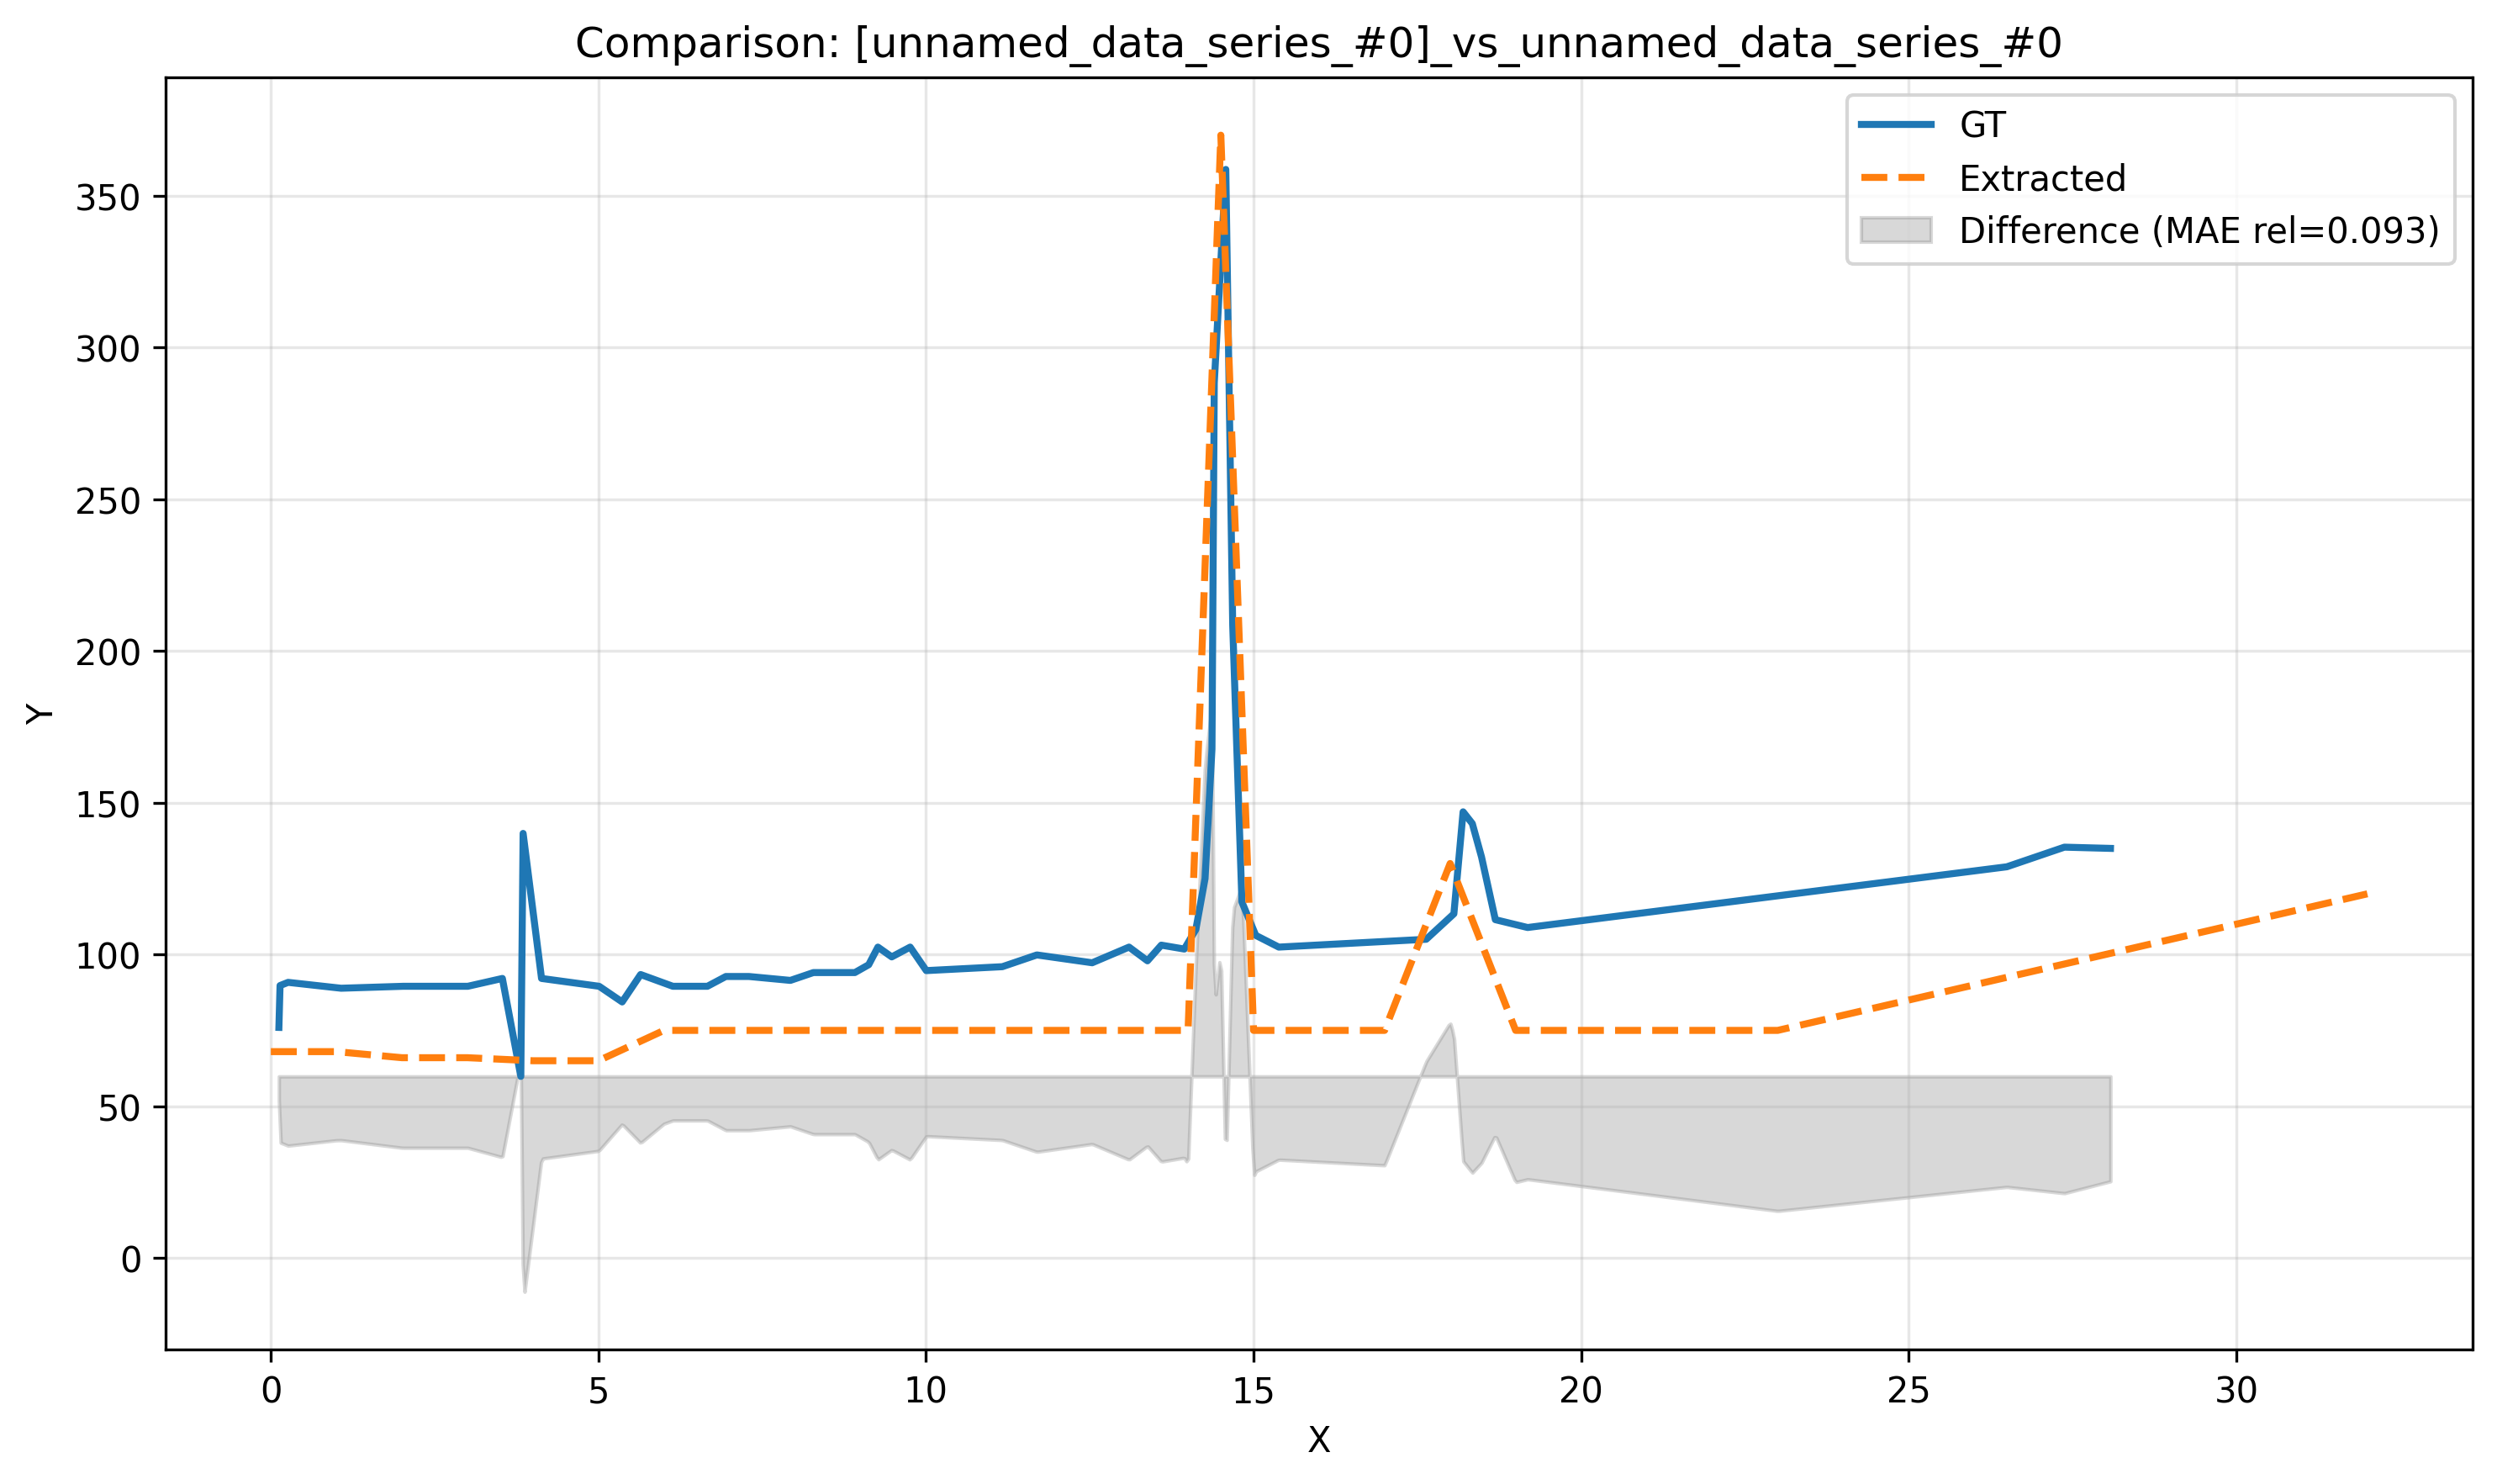 Comparison: [unnamed_data_series_#0]_vs_unnamed_data_series_#0
GT
Extracted
Difference (MAE rel=0.093)
Y
350
300
250
200
150
100
50
0
0 5 10 15 20 25 30
X